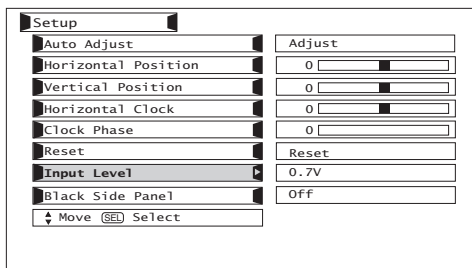 Setup
Auto Adjust Adjust
Horizontal Position 0
Vertical Position 0
Horizontal Clock 0
Clock Phase 0
Reset Reset
Input Level 0.7V
Black Side Panel Off
Move SEL Select